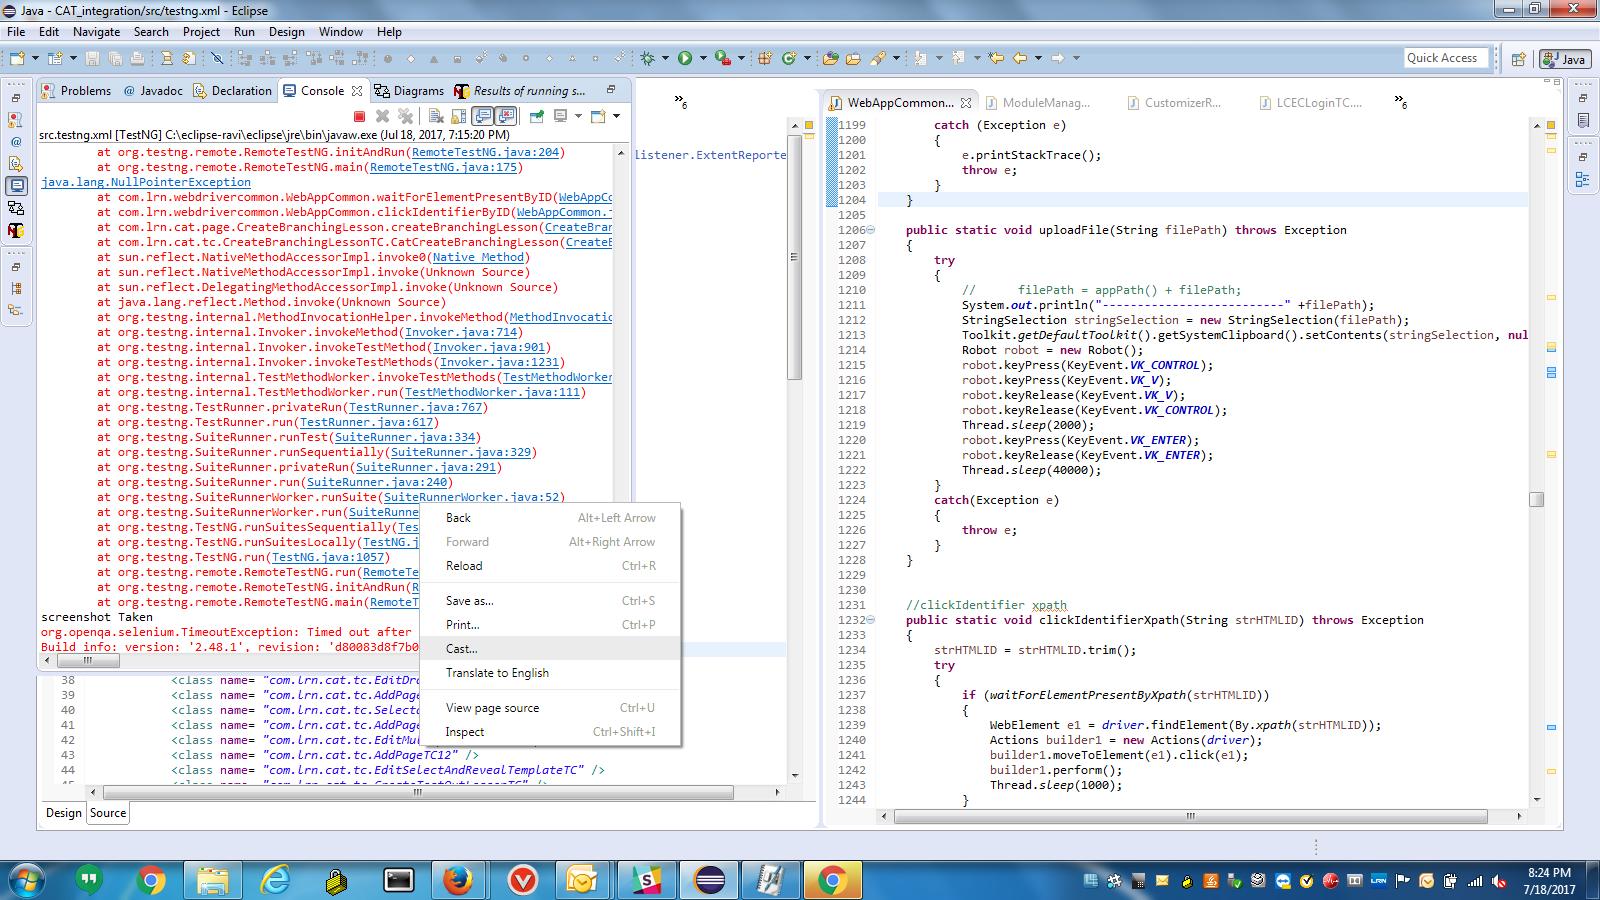 Java - CAT_integration/src/testng.xml - Eclipse
File Edit Navigate Search Project Run Design Window Help
Quick Access
Java
Problems @ Javadoc Declaration Console Diagrams Results of running s...
»6
WebAppCommon... ModuleManag... CustomizerR... LCECLoginTC.... »6
src.testng.xml [TestNG] C:\eclipse-ravi\eclipse\jre\bin\javaw.exe (Jul 18, 2017, 7:15:20 PM)
at org.testng.remote.RemoteTestNG.initAndRun(RemoteTestNG.java:204)
at org.testng.remote.RemoteTestNG.main(RemoteTestNG.java:175)
java.lang.NullPointerException
at com.lrn.webdrivercommon.WebAppCommon.waitForElementPresentByID(WebAppCo
at com.lrn.webdrivercommon.WebAppCommon.clickIdentifierByID(WebAppCommon.
at com.lrn.cat.page.CreateBranchingLesson.createBranchingLesson(CreateBran
at com.lrn.cat.tc.CreateBranchingLessonTC.CatCreateBranchingLesson(CreateB
at sun.reflect.NativeMethodAccessorImpl.invoke0(Native Method)
at sun.reflect.NativeMethodAccessorImpl.invoke(Unknown Source)
at sun.reflect.DelegatingMethodAccessorImpl.invoke(Unknown Source)
at java.lang.reflect.Method.invoke(Unknown Source)
at org.testng.internal.MethodInvocationHelper.invokeMethod(MethodInvocatio
at org.testng.internal.Invoker.invokeMethod(Invoker.java:714)
at org.testng.internal.Invoker.invokeTestMethod(Invoker.java:901)
at org.testng.internal.Invoker.invokeTestMethods(Invoker.java:1231)
at org.testng.internal.TestMethodWorker.invokeTestMethods(TestMethodWorker
at org.testng.internal.TestMethodWorker.run(TestMethodWorker.java:111)
at org.testng.TestRunner.privateRun(TestRunner.java:767)
at org.testng.TestRunner.run(TestRunner.java:617)
at org.testng.SuiteRunner.runTest(SuiteRunner.java:334)
at org.testng.SuiteRunner.runSequentially(SuiteRunner.java:329)
at org.testng.SuiteRunner.privateRun(SuiteRunner.java:291)
at org.testng.SuiteRunner.run(SuiteRunner.java:240)
at org.testng.SuiteRunnerWorker.runSuite(SuiteRunnerWorker.java:52)
at org.testng.SuiteRunnerWorker.run(SuiteRunne
at org.testng.TestNG.runSuitesSequentially(Tes
at org.testng.TestNG.runSuitesLocally(TestNG.j
at org.testng.TestNG.run(TestNG.java:1057)
at org.testng.remote.RemoteTestNG.run(RemoteTe
at org.testng.remote.RemoteTestNG.initAndRun(R
at org.testng.remote.RemoteTestNG.main(RemoteT
screenshot Taken
org.openqa.selenium.TimeoutException: Timed out after
Build info: version: '2.48.1', revision: 'd80083d8f7b0
listener.ExtentReporte
38 <class name= "com.lrn.cat.tc.EditDra
39 <class name= "com.lrn.cat.tc.AddPage
40 <class name= "com.lrn.cat.tc.Selecta
41 <class name= "com.lrn.cat.tc.AddPage
42 <class name= "com.lrn.cat.tc.EditMul
43 <class name= "com.lrn.cat.tc.AddPageTC12" />
44 <class name= "com.lrn.cat.tc.EditSelectAndRevealTemplateTC" />
45 <class name= "com.lrn.cat.tc.CreateTestOutLessonTC" />
Design Source
Back Alt+Left Arrow
Forward Alt+Right Arrow
Reload Ctrl+R
Save as... Ctrl+S
Print... Ctrl+P
Cast...
Translate to English
View page source Ctrl+U
Inspect Ctrl+Shift+I
1199 catch (Exception e)
1200 {
1201 e.printStackTrace();
1202 throw e;
1203 }
1204 }
1205
1206 public static void uploadFile(String filePath) throws Exception
1207 {
1208 try
1209 {
1210 // filePath = appPath() + filePath;
1211 System.out.println("--------------------------" +filePath);
1212 StringSelection stringSelection = new StringSelection(filePath);
1213 Toolkit.getDefaultToolkit().getSystemClipboard().setContents(stringSelection, nul
1214 Robot robot = new Robot();
1215 robot.keyPress(KeyEvent.VK_CONTROL);
1216 robot.keyPress(KeyEvent.VK_V);
1217 robot.keyRelease(KeyEvent.VK_V);
1218 robot.keyRelease(KeyEvent.VK_CONTROL);
1219 Thread.sleep(2000);
1220 robot.keyPress(KeyEvent.VK_ENTER);
1221 robot.keyRelease(KeyEvent.VK_ENTER);
1222 Thread.sleep(40000);
1223 }
1224 catch(Exception e)
1225 {
1226 throw e;
1227 }
1228 }
1229
1230
1231 //clickIdentifier xpath
1232 public static void clickIdentifierXpath(String strHTMLID) throws Exception
1233 {
1234 strHTMLID = strHTMLID.trim();
1235 try
1236 {
1237 if (waitForElementPresentByXpath(strHTMLID))
1238 {
1239 WebElement e1 = driver.findElement(By.xpath(strHTMLID));
1240 Actions builder1 = new Actions(driver);
1241 builder1.moveToElement(e1).click(e1);
1242 builder1.perform();
1243 Thread.sleep(1000);
1244 }
LRN
8:24 PM
7/18/2017